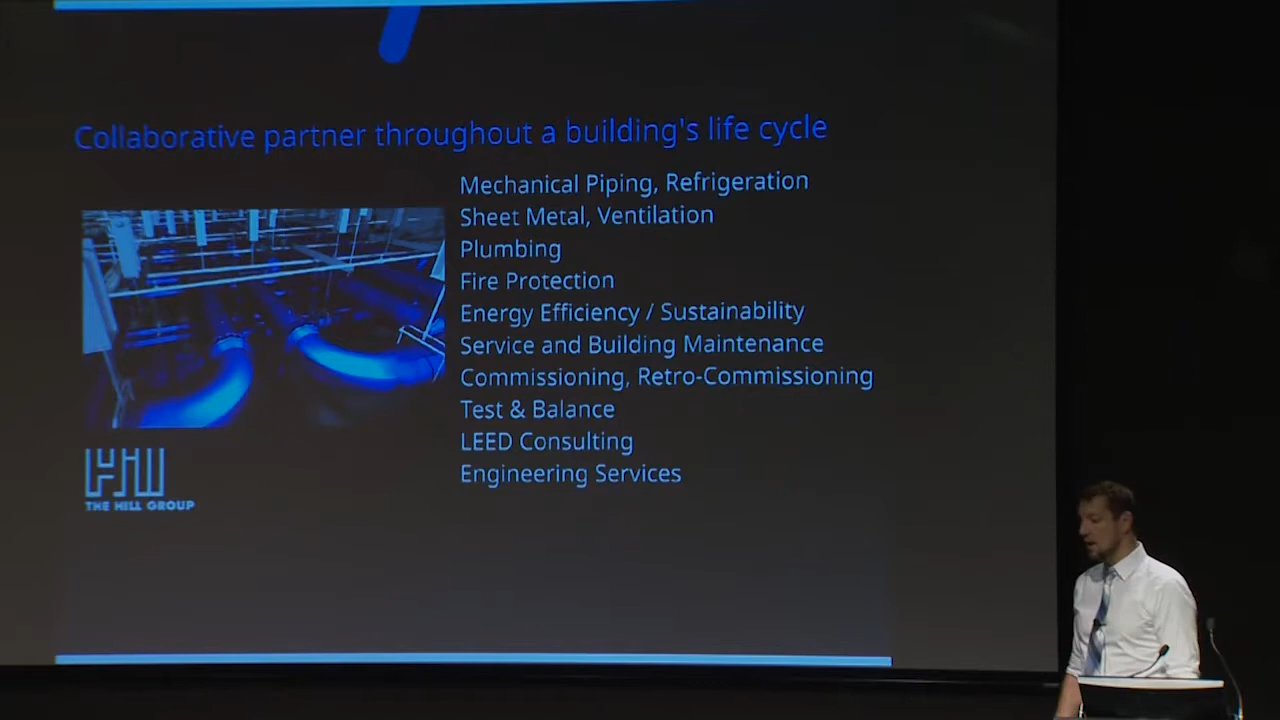 Collaborative partner throughout a building's life cycle
Mechanical Piping, Refrigeration
Sheet Metal, Ventilation
Plumbing
Fire Protection
Energy Efficiency / Sustainability
Service and Building Maintenance
Commissioning, Retro-Commissioning
Test & Balance
LEED Consulting
Engineering Services
Hill
THE HILL GROUP